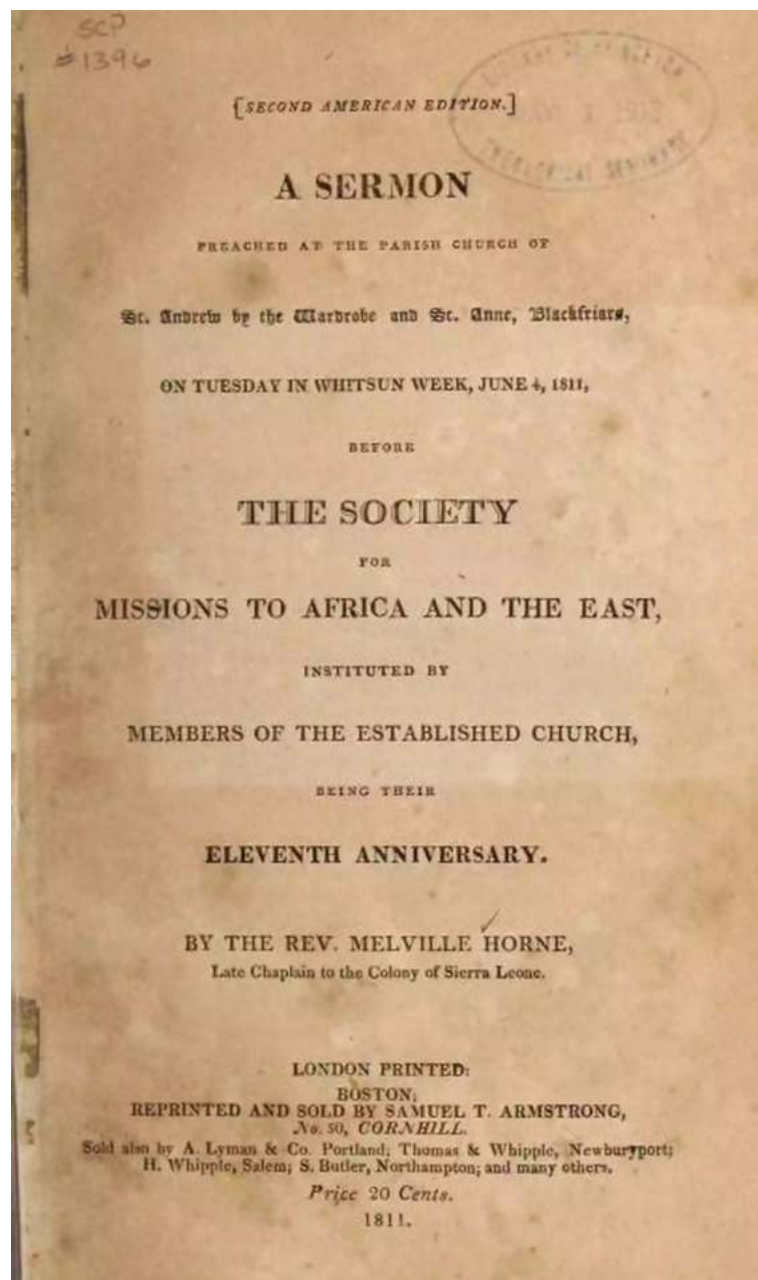 SCP
#1396
[SECOND AMERICAN EDITION.]
A SERMON
PREACHED AT THE PARISH CHURCH OF
St. Andrew by the Wardrobe and St. Anne, Blackfriars,
ON TUESDAY IN WHITSUN WEEK, JUNE 4, 1811,
BEFORE
THE SOCIETY
FOR
MISSIONS TO AFRICA AND THE EAST,
INSTITUTED BY
MEMBERS OF THE ESTABLISHED CHURCH,
BEING THEIR
ELEVENTH ANNIVERSARY.
BY THE REV. MELVILLE HORNE,
Late Chaplain to the Colony of Sierra Leone.
LONDON PRINTED:
BOSTON;
REPRINTED AND SOLD BY SAMUEL T. ARMSTRONG,
No. 50, CORNHILL.
Sold also by A. Lyman & Co. Portland; Thomas & Whipple, Newburyport;
H. Whipple, Salem; S. Butler, Northampton; and many others.
Price 20 Cents.
1811.